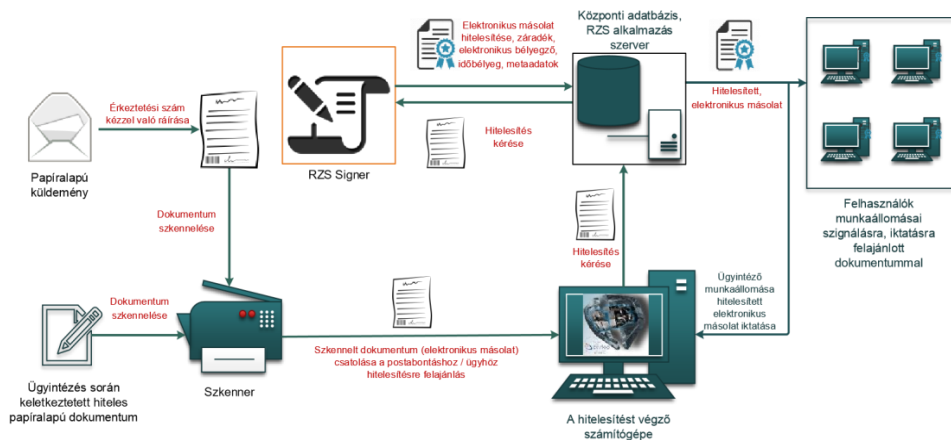 Elektronikus másolat
hitelesítése, záradék,
elektronikus bélyegző,
időbélyeg, metaadatok
Központi adatbázis,
RZS alkalmazás
szerver
Érkeztetési szám
kézzel való ráírása
Hitelesített,
elektronikus másolat
Hitelesítés
kérése
Papíralapú
küldemény
RZS Signer
Felhasználók
munkaállomásai
szignálásra, iktatásra
felajánlott
dokumentummal
Dokumentum
szkennelése
Hitelesítés
kérése
Ügyintéző
munkaállomása
hitelesített
elektronikus
másolat iktatása
Dokumentum
szkennelése
Szkennelt dokumentum (elektronikus másolat)
csatolása a postabontáshoz / ügyhöz
hitelesítésre felajánlás
Ügyintézés során
keletkeztetett hiteles
papíralapú dokumentum
Szkenner
A hitelesítést végző
számítógépe